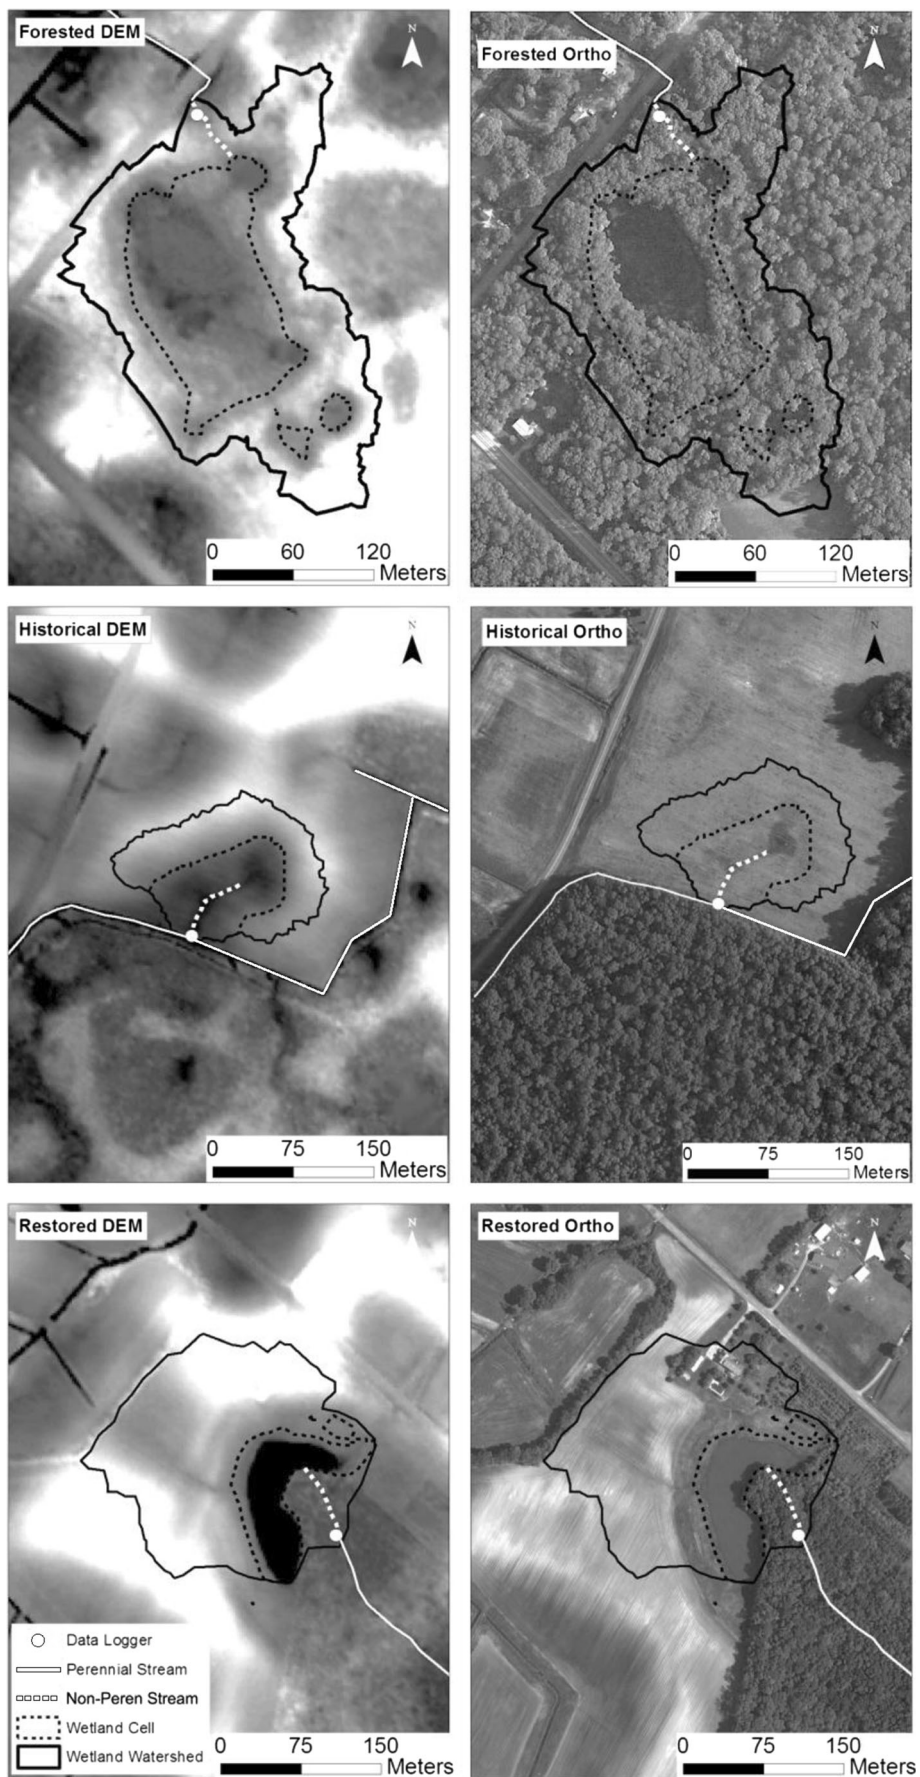 Forested DEM
N
Forested Ortho
N
0 60 120
Meters
0 60 120
Meters
Historical DEM
N
Historical Ortho
N
0 75 150
Meters
0 75 150
Meters
Restored DEM
N
Restored Ortho
N
Data Logger
Perennial Stream
Non-Peren Stream
Wetland Cell
Wetland Watershed
0 75 150
Meters
0 75 150
Meters